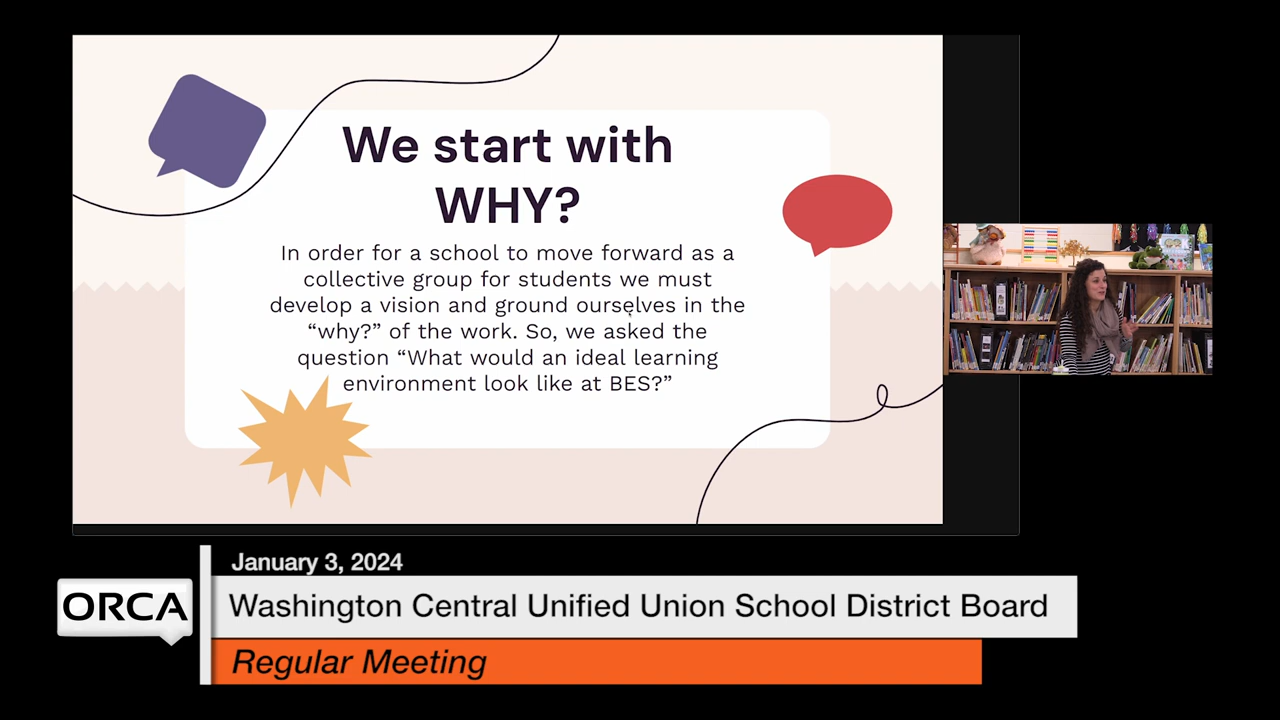 We start with
WHY?
In order for a school to move forward as a
collective group for students we must
develop a vision and ground ourselves in the
“why?” of the work. So, we asked the
question “What would an ideal learning
environment look like at BES?”
January 3, 2024
ORCA
Washington Central Unified Union School District Board
Regular Meeting